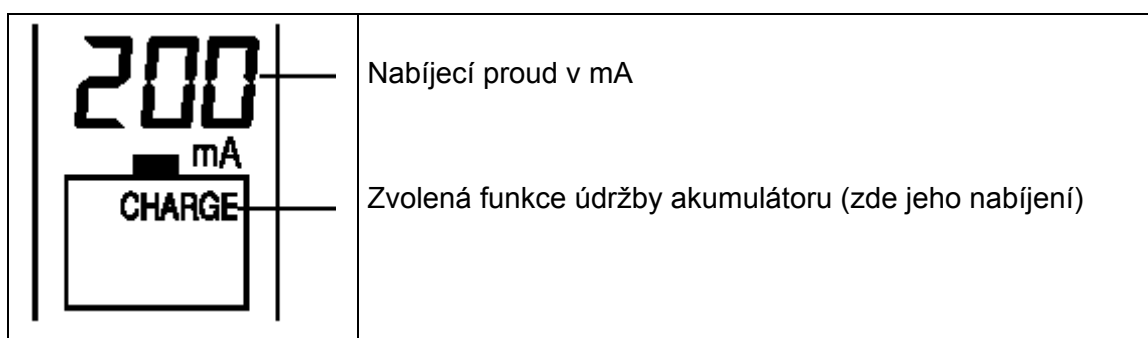 200
Nabíjecí proud v mA
mA
CHARGE
Zvolená funkce údržby akumulátoru (zde jeho nabíjení)